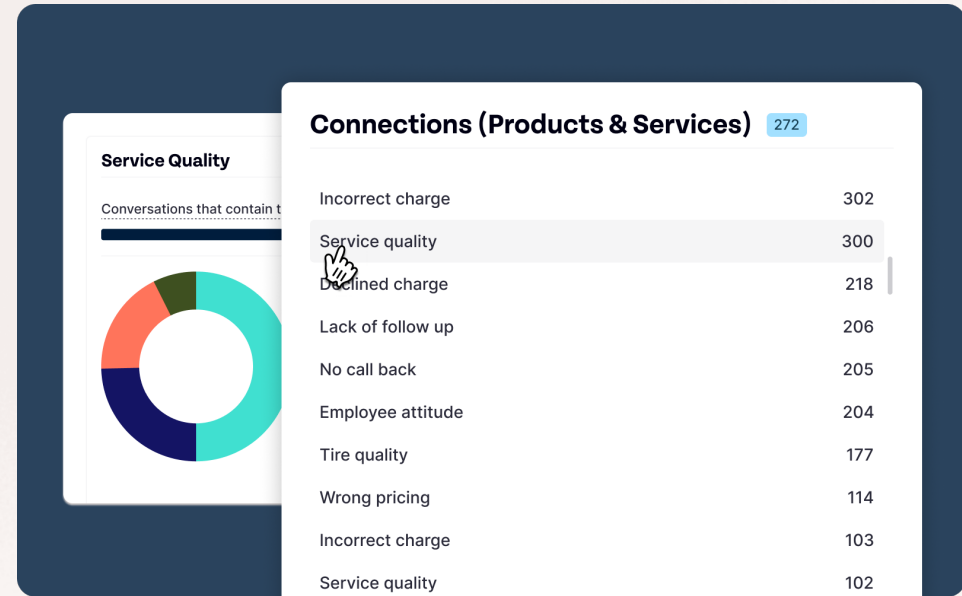 Service Quality
Conversations that contain t
Connections (Products & Services) 272
Incorrect charge 302
Service quality 300
Declined charge 218
Lack of follow up 206
No call back 205
Employee attitude 204
Tire quality 177
Wrong pricing 114
Incorrect charge 103
Service quality 102